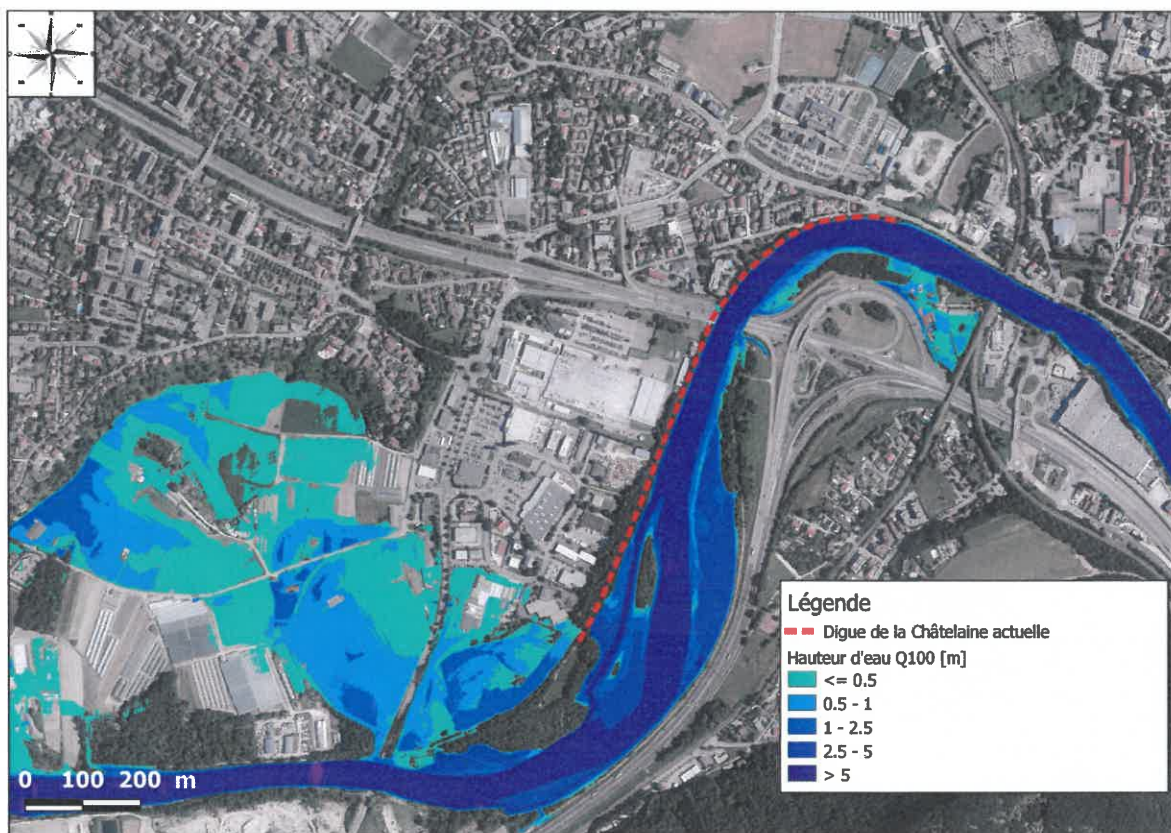 Légende
Digue de la Châtelaine actuelle
Hauteur d'eau Q100 [m]
<= 0.5
0.5 - 1
1 - 2.5
2.5 - 5
> 5
0 100 200 m